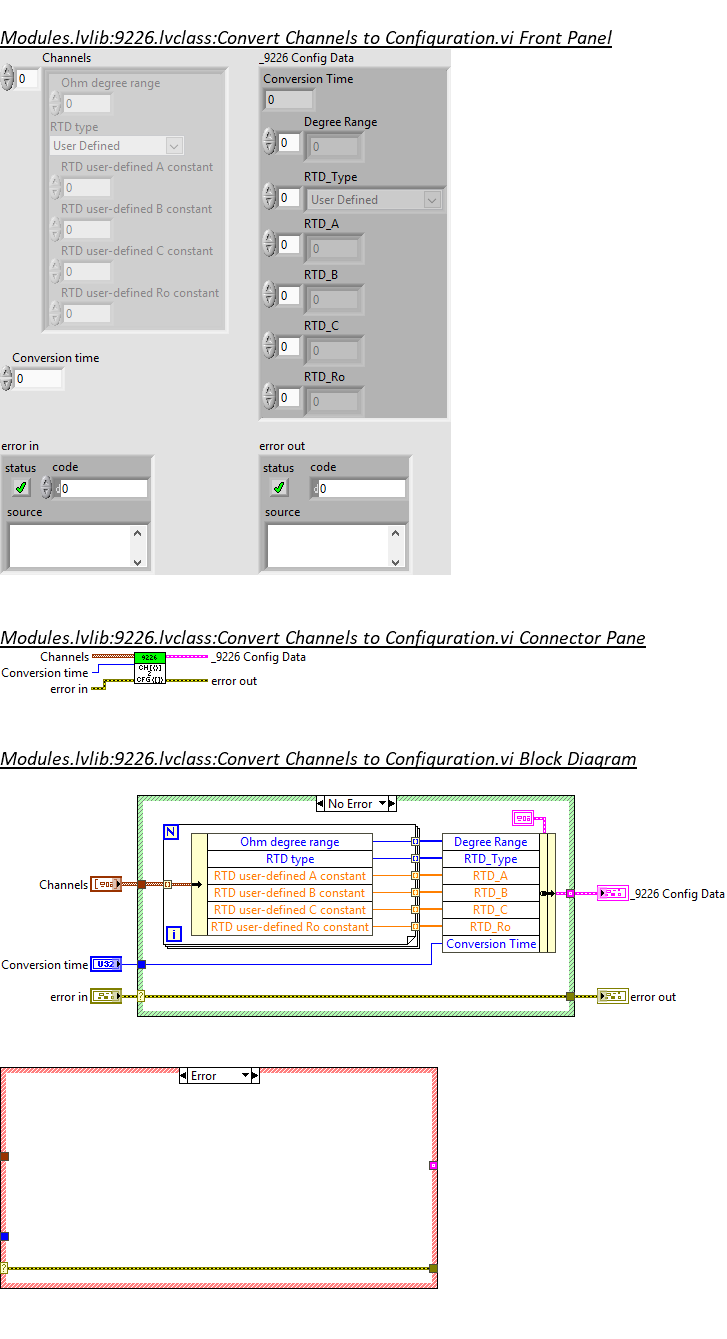 Modules.lvlib:9226.lvclass:Convert Channels to Configuration.vi Front Panel
Channels
0
Ohm degree range
0
RTD type
User Defined
RTD user-defined A constant
0
RTD user-defined B constant
0
RTD user-defined C constant
0
RTD user-defined Ro constant
0
Conversion time
0
_9226 Config Data
Conversion Time
0
Degree Range
0
0
RTD_Type
0
User Defined
RTD_A
0
0
RTD_B
0
0
RTD_C
0
0
RTD_Ro
0
0
error in
status code
d0
source
error out
status code
d0
source
Modules.lvlib:9226.lvclass:Convert Channels to Configuration.vi Connector Pane
Channels
Conversion time
error in
9226
CH[{}]
2
CFG{[]}
_9226 Config Data
error out
Modules.lvlib:9226.lvclass:Convert Channels to Configuration.vi Block Diagram
No Error
N
Ohm degree range
RTD type
RTD user-defined A constant
RTD user-defined B constant
RTD user-defined C constant
RTD user-defined Ro constant
i
Degree Range
RTD_Type
RTD_A
RTD_B
RTD_C
RTD_Ro
Conversion Time
Channels
_9226 Config Data
Conversion time
U32
error in
?
error out
Error
?